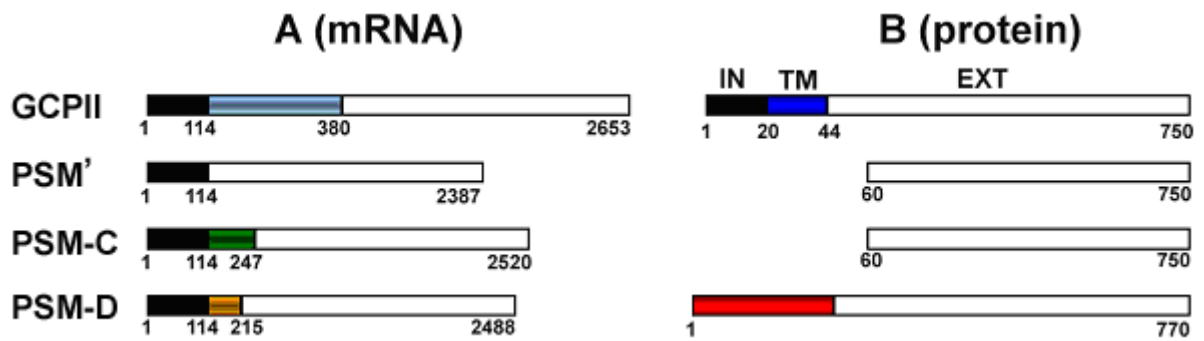 A (mRNA) B (protein)
IN TM EXT
GCPII
1 114 380 2653 1 20 44 750
PSM’
1 114 2387 60 750
PSM-C
1 114 247 2520 60 750
PSM-D
1 114 215 2488 1 770